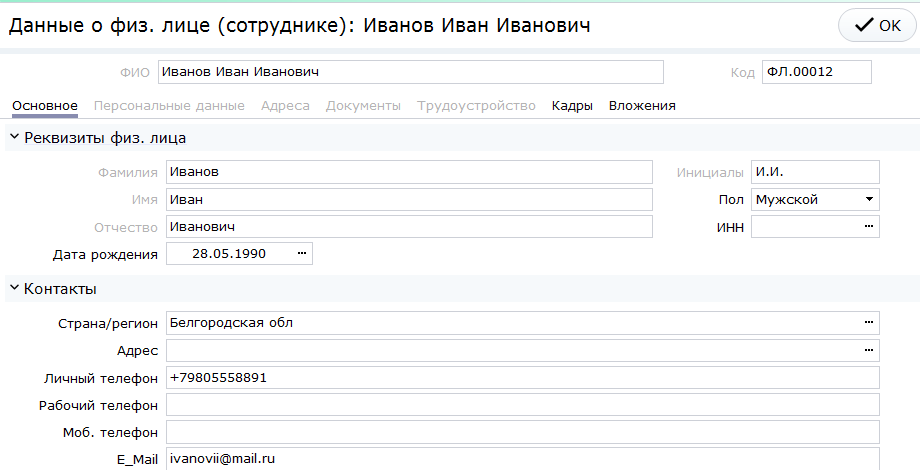 Данные о физ. лице (сотруднике): Иванов Иван Иванович OK
ФИО Иванов Иван Иванович Код ФЛ.00012
Основное Персональные данные Адреса Документы Трудоустройство Кадры Вложения
Реквизиты физ. лица
Фамилия Иванов Инициалы И.И.
Имя Иван Пол Мужской
Отчество Иванович ИНН ...
Дата рождения 28.05.1990 ...
Контакты
Страна/регион Белгородская обл ...
Адрес ...
Личный телефон +79805558891
Рабочий телефон
Моб. телефон
E_Mail ivanovii@mail.ru